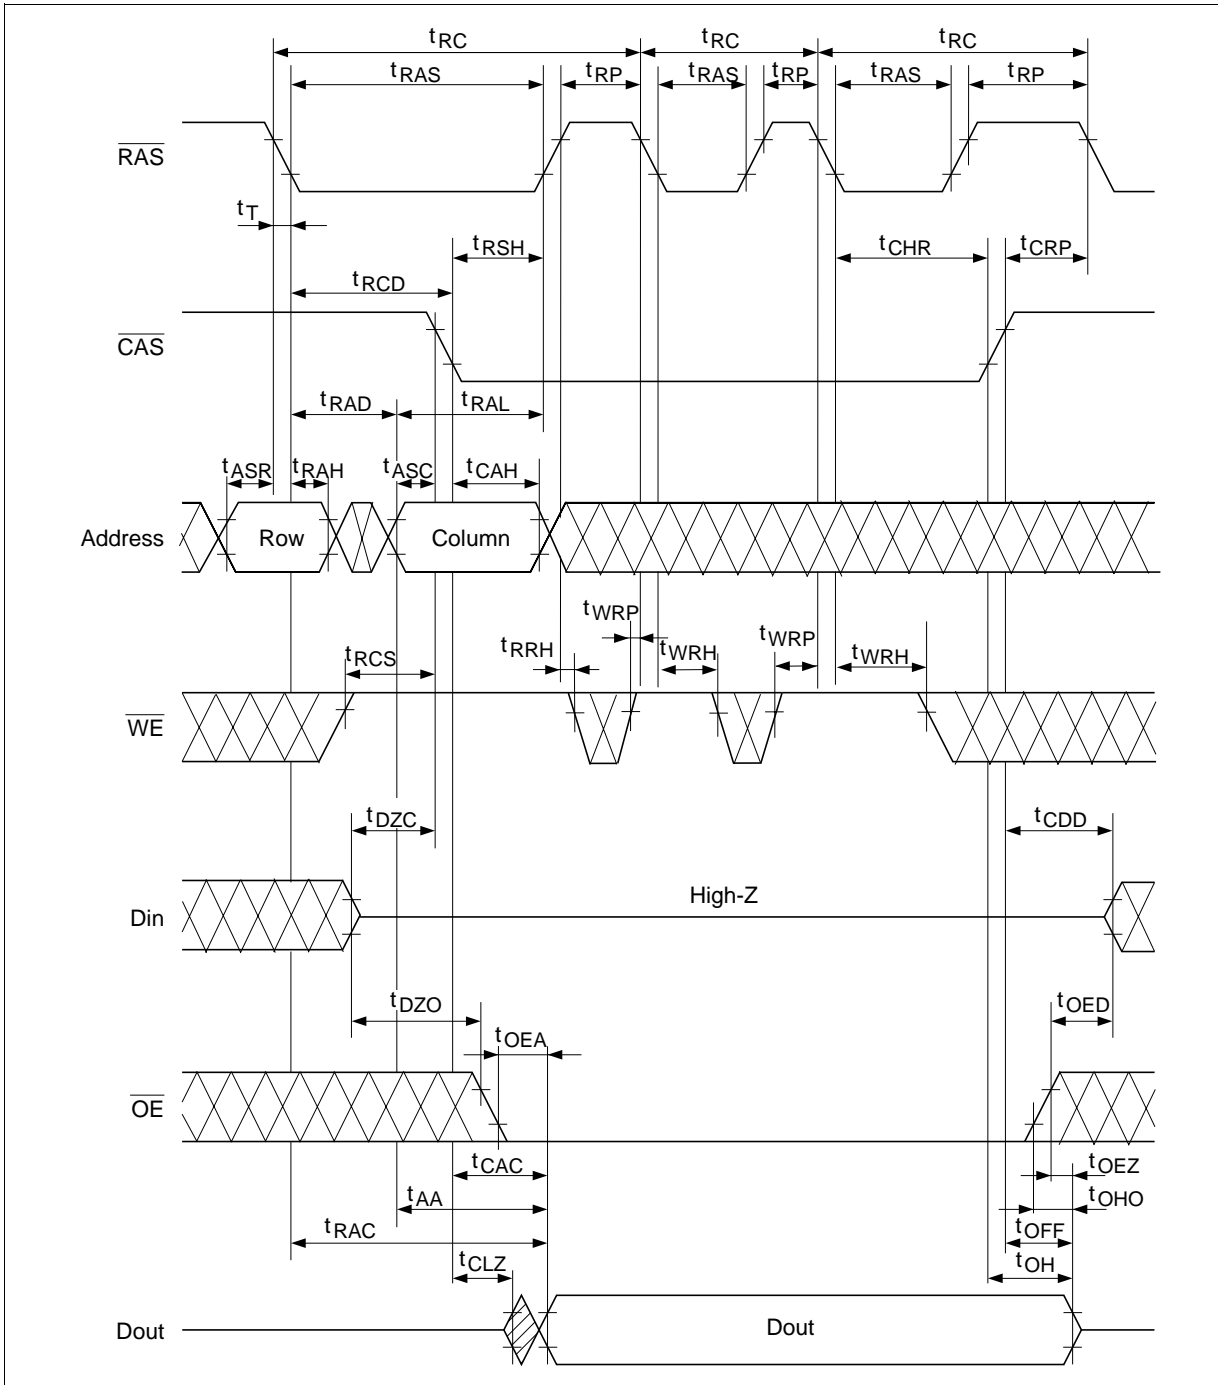 tRC tRC tRC
tRAS tRP tRAS tRP tRAS tRP
RAS
tT
tRSH tCHR tCRP
tRCD
CAS
tRAD tRAL
tASR tRAH tASC tCAH
Address Row Column
tWRP
tRRH tWRH tWRP tWRH
tRCS
WE
tDZC tCDD
High-Z
Din
tDZO tOED
tOEA
OE
tCAC tOEZ
tAA tOHO
tRAC tOFF
tCLZ tOH
Dout Dout